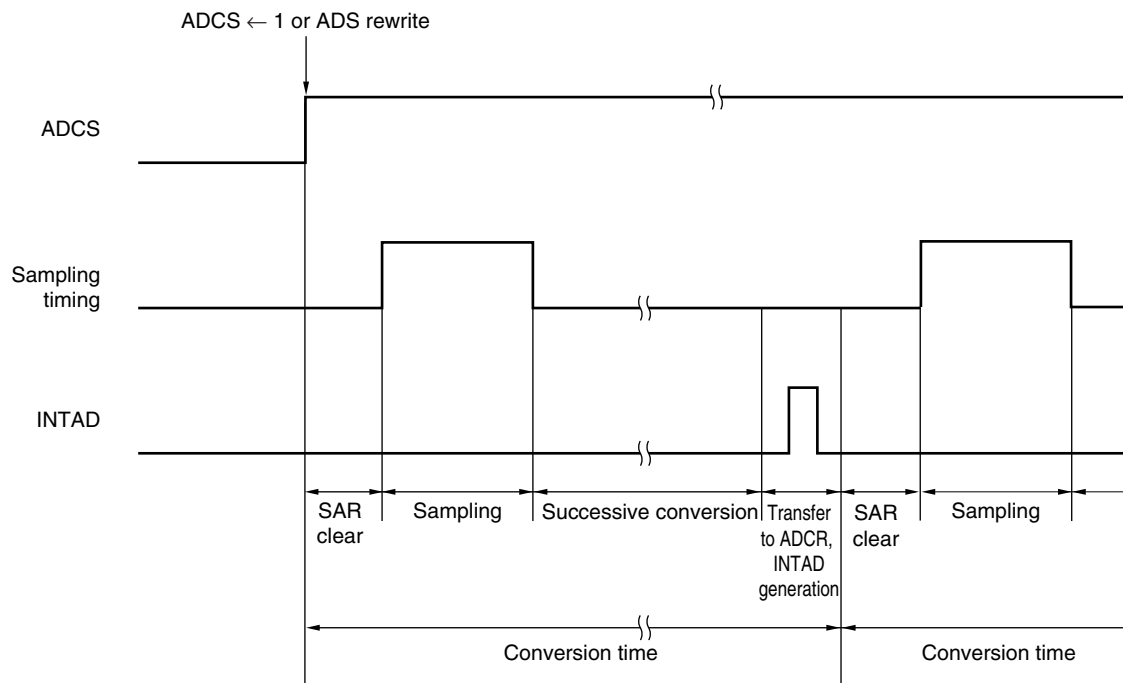 ADCS ← 1 or ADS rewrite
ADCS
Sampling
timing
INTAD
SAR
clear
Sampling
Successive conversion
Transfer
to ADCR,
INTAD
generation
SAR
clear
Sampling
Conversion time
Conversion time